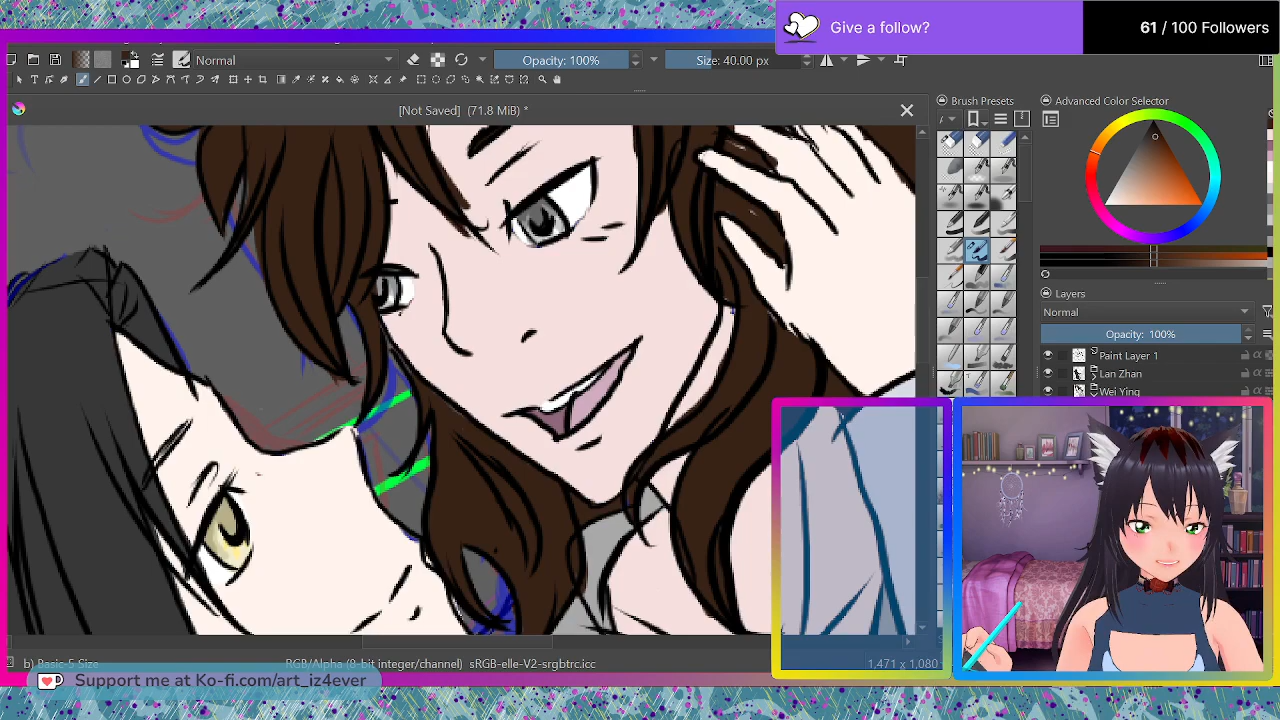 Give a follow?
61 / 100 Followers
Normal
Opacity: 100%
Size: 40.00 px
[Not Saved] (71.8 MiB) *
Brush Presets
Advanced Color Selector
Layers
Normal
Opacity: 100%
Paint Layer 1
Lan Zhan
Wei Ying
b) Basic-5 Size
RGB/Alpha (8-bit integer/channel) sRGB-elle-V2-srgbtrc.icc
1,471 x 1,080
Support me at Ko-fi.com/art_iz4ever